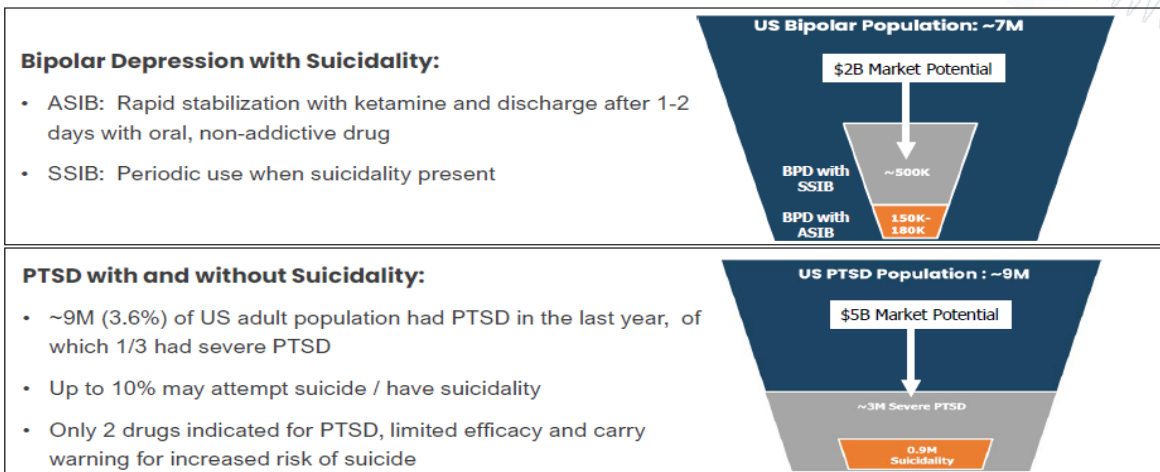 Bipolar Depression with Suicidality:
• ASIB: Rapid stabilization with ketamine and discharge after 1-2
days with oral, non-addictive drug
• SSIB: Periodic use when suicidality present
US Bipolar Population: ~7M
$2B Market Potential
BPD with
SSIB
~500K
BPD with
ASIB
150K-
180K
PTSD with and without Suicidality:
• ~9M (3.6%) of US adult population had PTSD in the last year, of
which 1/3 had severe PTSD
• Up to 10% may attempt suicide / have suicidality
• Only 2 drugs indicated for PTSD, limited efficacy and carry
warning for increased risk of suicide
US PTSD Population : ~9M
$5B Market Potential
~3M Severe PTSD
0.9M
Suicidality